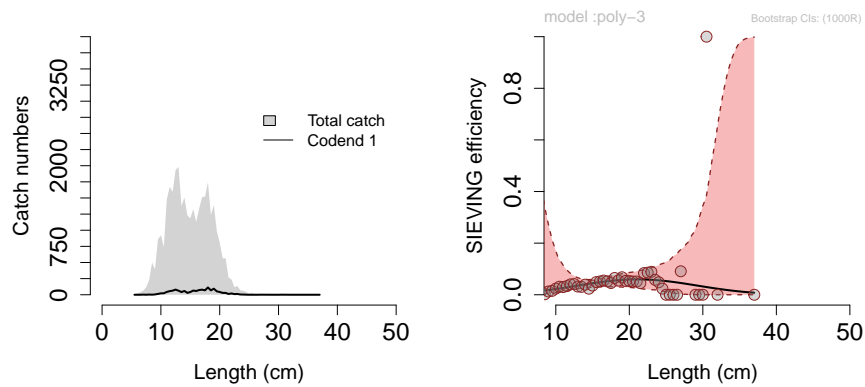 model :poly−3
Bootstrap CIs: (1000R)
Catch numbers
0 750 2000 3250
Total catch
Codend 1
0 10 20 30 40 50
Length (cm)
SIEVING efficiency
0.0 0.4 0.8
10 20 30 40 50
Length (cm)